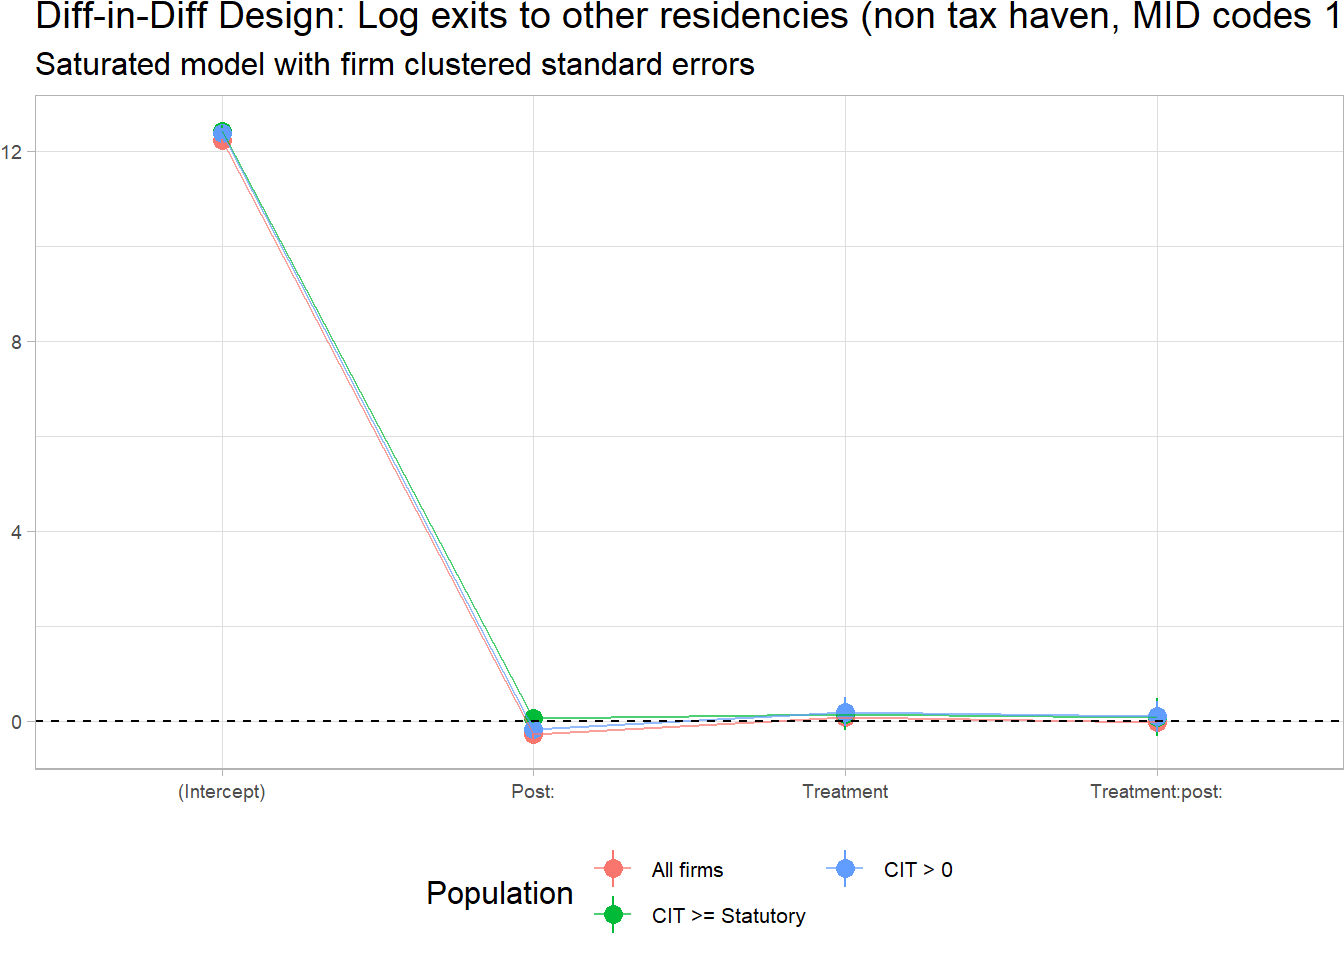 Diff-in-Diff Design: Log exits to other residencies (non tax haven, MID codes 1
Saturated model with firm clustered standard errors
12
8
4
0
(Intercept) Post: Treatment Treatment:post:
Population
All firms CIT > 0
CIT >= Statutory